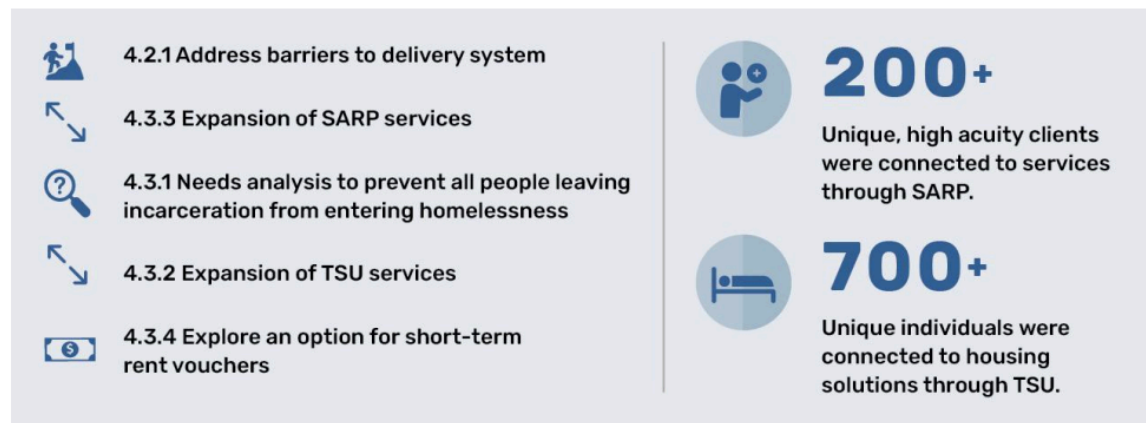 4.2.1 Address barriers to delivery system
4.3.3 Expansion of SARP services
4.3.1 Needs analysis to prevent all people leaving
incarceration from entering homelessness
4.3.2 Expansion of TSU services
4.3.4 Explore an option for short-term
rent vouchers
200+
Unique, high acuity clients
were connected to services
through SARP.
700+
Unique individuals were
connected to housing
solutions through TSU.